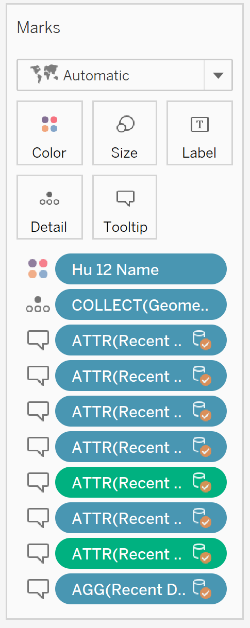 Marks
Automatic
Color
Size
Label
Detail
Tooltip
Hu 12 Name
COLLECT(Geome..
ATTR(Recent ..
ATTR(Recent ..
ATTR(Recent ..
ATTR(Recent ..
ATTR(Recent ..
ATTR(Recent ..
ATTR(Recent ..
AGG(Recent D..